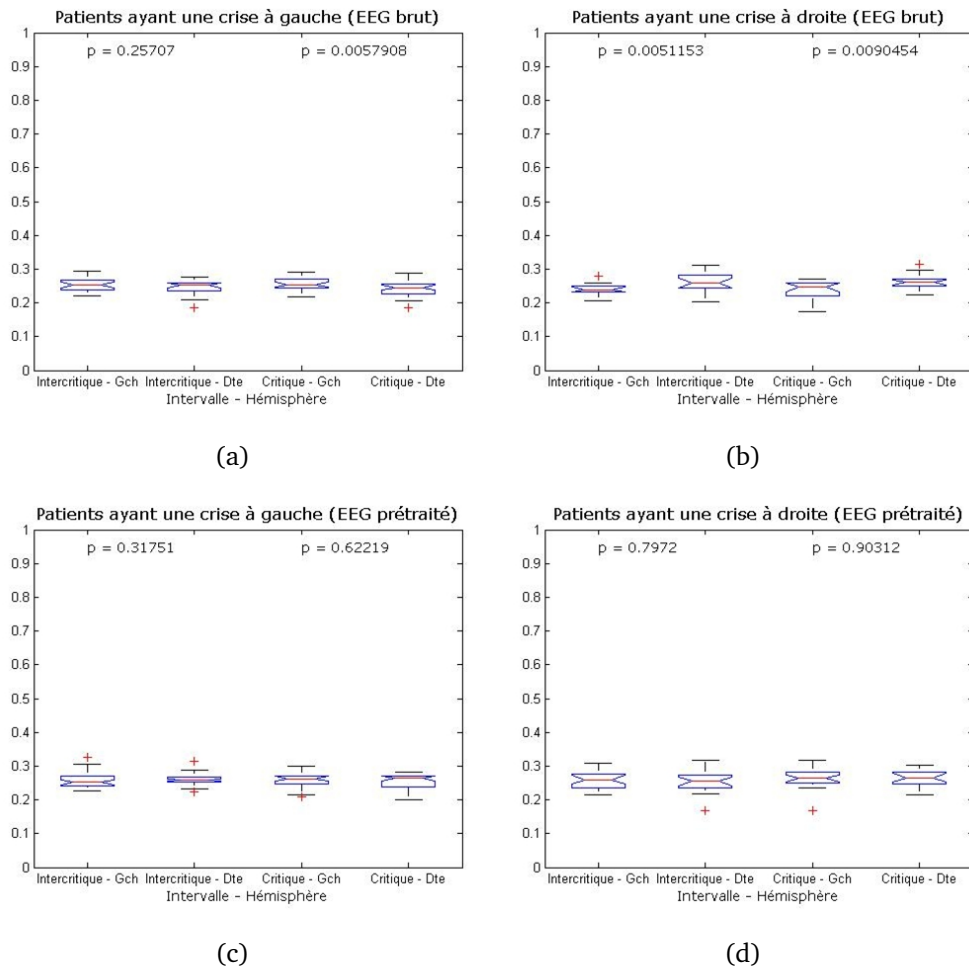 Patients ayant une crise à gauche (EEG brut)
p = 0.25707
p = 0.0057908
1
0.9
0.8
0.7
0.6
0.5
0.4
0.3
0.2
0.1
0
Intercritique - Gch
Intercritique - Dte
Critique - Gch
Critique - Dte
Intervalle - Hémisphère
(a)
Patients ayant une crise à droite (EEG brut)
p = 0.0051153
p = 0.0090454
1
0.9
0.8
0.7
0.6
0.5
0.4
0.3
0.2
0.1
0
Intercritique - Gch
Intercritique - Dte
Critique - Gch
Critique - Dte
Intervalle - Hémisphère
(b)
Patients ayant une crise à gauche (EEG prétraité)
p = 0.31751
p = 0.62219
1
0.9
0.8
0.7
0.6
0.5
0.4
0.3
0.2
0.1
0
Intercritique - Gch
Intercritique - Dte
Critique - Gch
Critique - Dte
Intervalle - Hémisphère
(c)
Patients ayant une crise à droite (EEG prétraité)
p = 0.7972
p = 0.90312
1
0.9
0.8
0.7
0.6
0.5
0.4
0.3
0.2
0.1
0
Intercritique - Gch
Intercritique - Dte
Critique - Gch
Critique - Dte
Intervalle - Hémisphère
(d)